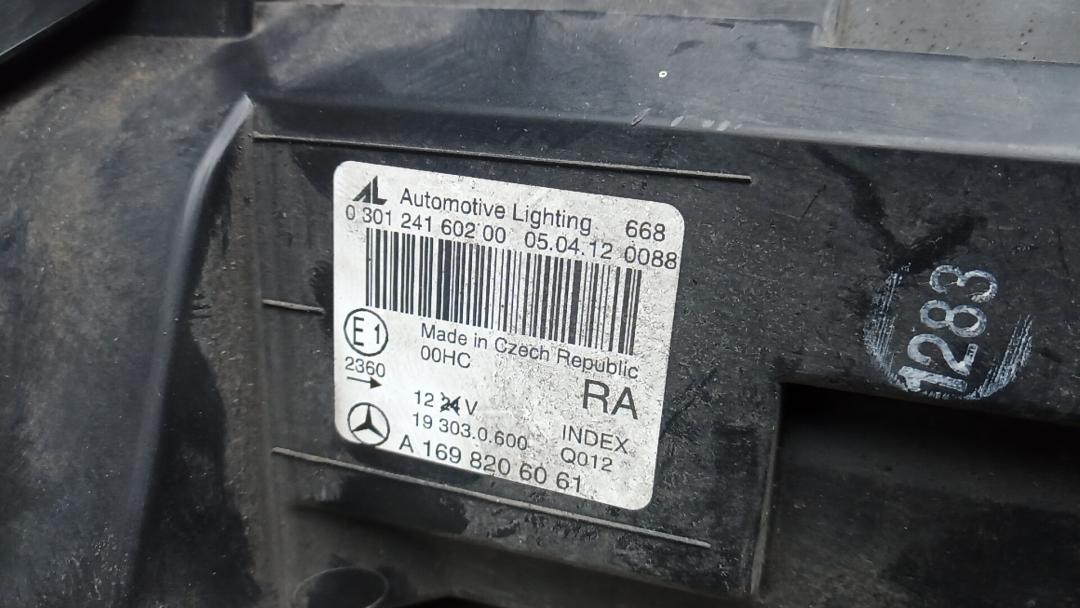 AL Automotive Lighting 668
0 301 241 602 00 05.04.12 0088
E1
Made in Czech Republic
00HC
2360
RA
12 24 V
19 303.0.600
INDEX
Q012
A 169 820 60 61
1283